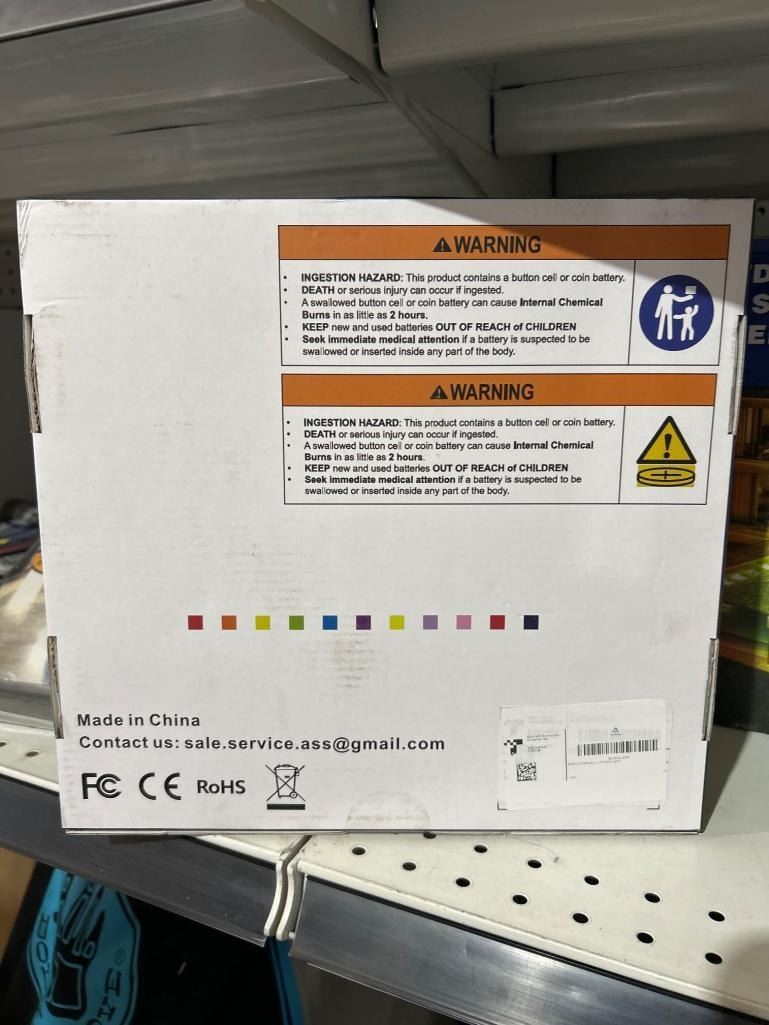 ⚠WARNING
• INGESTION HAZARD: This product contains a button cell or coin battery.
• DEATH or serious injury can occur if ingested.
• A swallowed button cell or coin battery can cause Internal Chemical
Burns in as little as 2 hours.
• KEEP new and used batteries OUT OF REACH of CHILDREN
• Seek immediate medical attention if a battery is suspected to be
swallowed or inserted inside any part of the body.
⚠WARNING
• INGESTION HAZARD: This product contains a button cell or coin battery.
• DEATH or serious injury can occur if ingested.
• A swallowed button cell or coin battery can cause Internal Chemical
Burns in as little as 2 hours.
• KEEP new and used batteries OUT OF REACH of CHILDREN
• Seek immediate medical attention if a battery is suspected to be
swallowed or inserted inside any part of the body.
Made in China
Contact us: sale.service.ass@gmail.com
FC CE RoHS